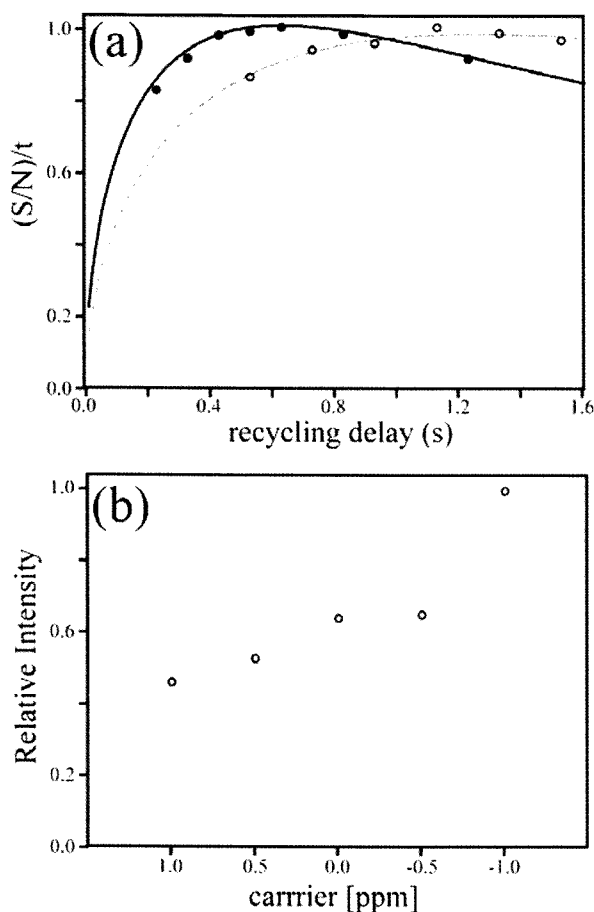 (a)
(S/N)/t
1.0
0.6
0.2
0.0
0.0 0.4 0.8 1.2 1.6
recycling delay (s)
(b)
Relative Intensity
1.0
0.6
0.2
0.0
1.0 0.5 0.0 -0.5 -1.0
carrrier [ppm]